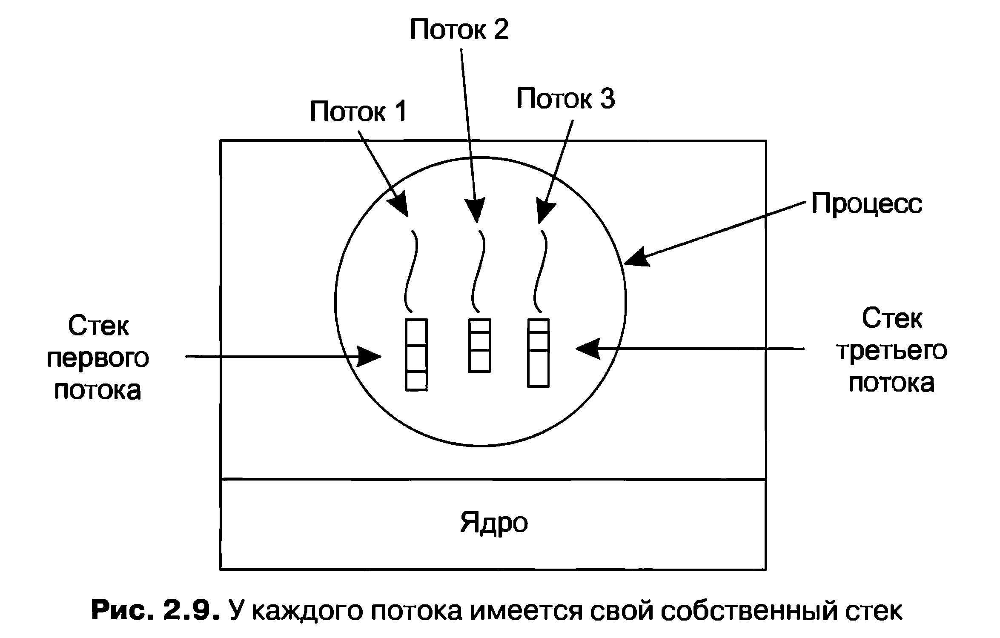 Поток 2
Поток 1
Поток 3
Процесс
Стек
первого
потока
Стек
третьего
потока
Ядро
Рис. 2.9. У каждого потока имеется свой собственный стек